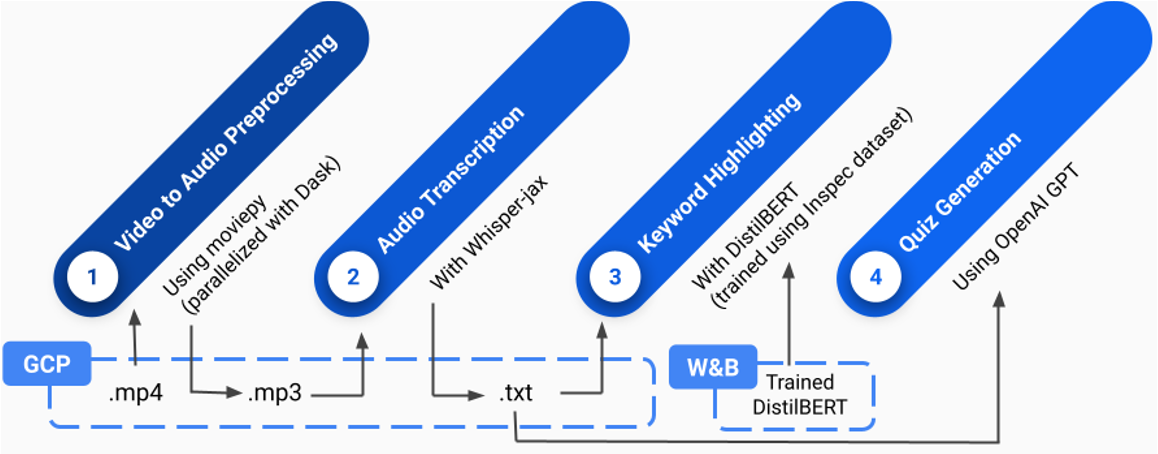 1
Video to Audio Preprocessing
Using moviepy
(parallelized with Dask)
2
Audio Transcription
With Whisper-jax
3
Keyword Highlighting
With DistilBERT
(trained using Inspec dataset)
4
Quiz Generation
Using OpenAI GPT
GCP
.mp4
.mp3
.txt
W&B
Trained
DistilBERT